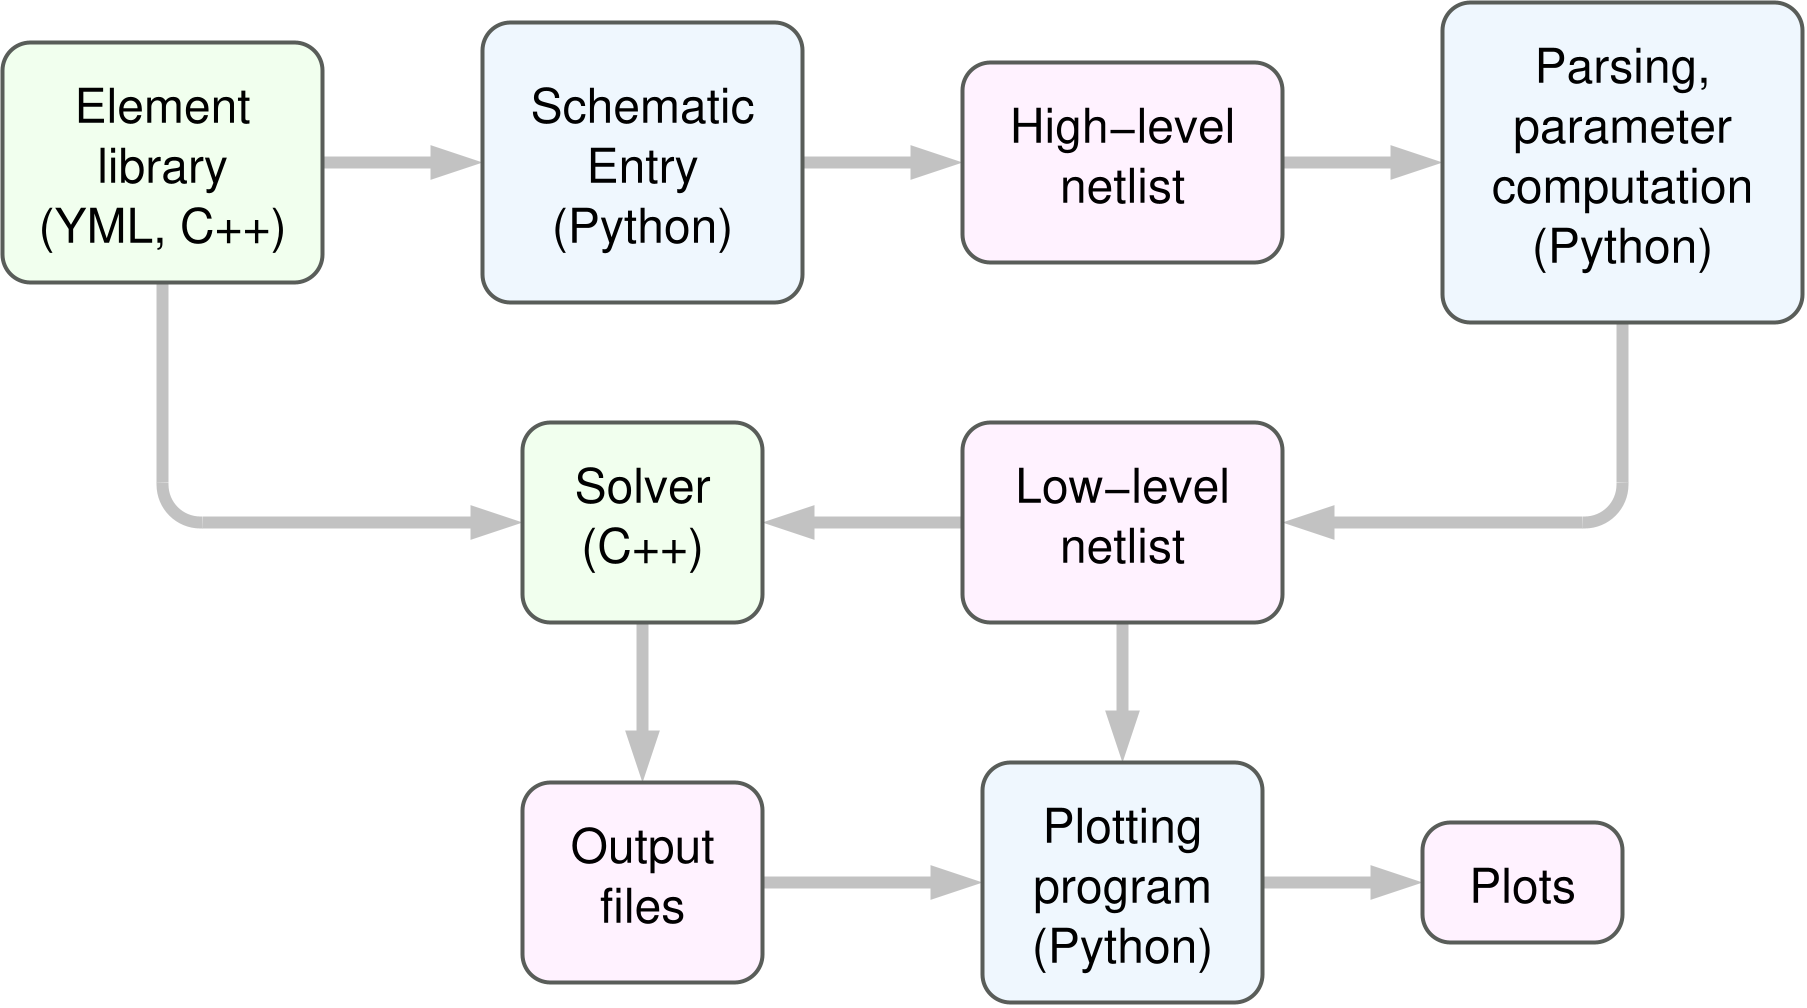 Element
library
(YML, C++)
Schematic
Entry
(Python)
High–level
netlist
Parsing,
parameter
computation
(Python)
Solver
(C++)
Low–level
netlist
Output
files
Plotting
program
(Python)
Plots